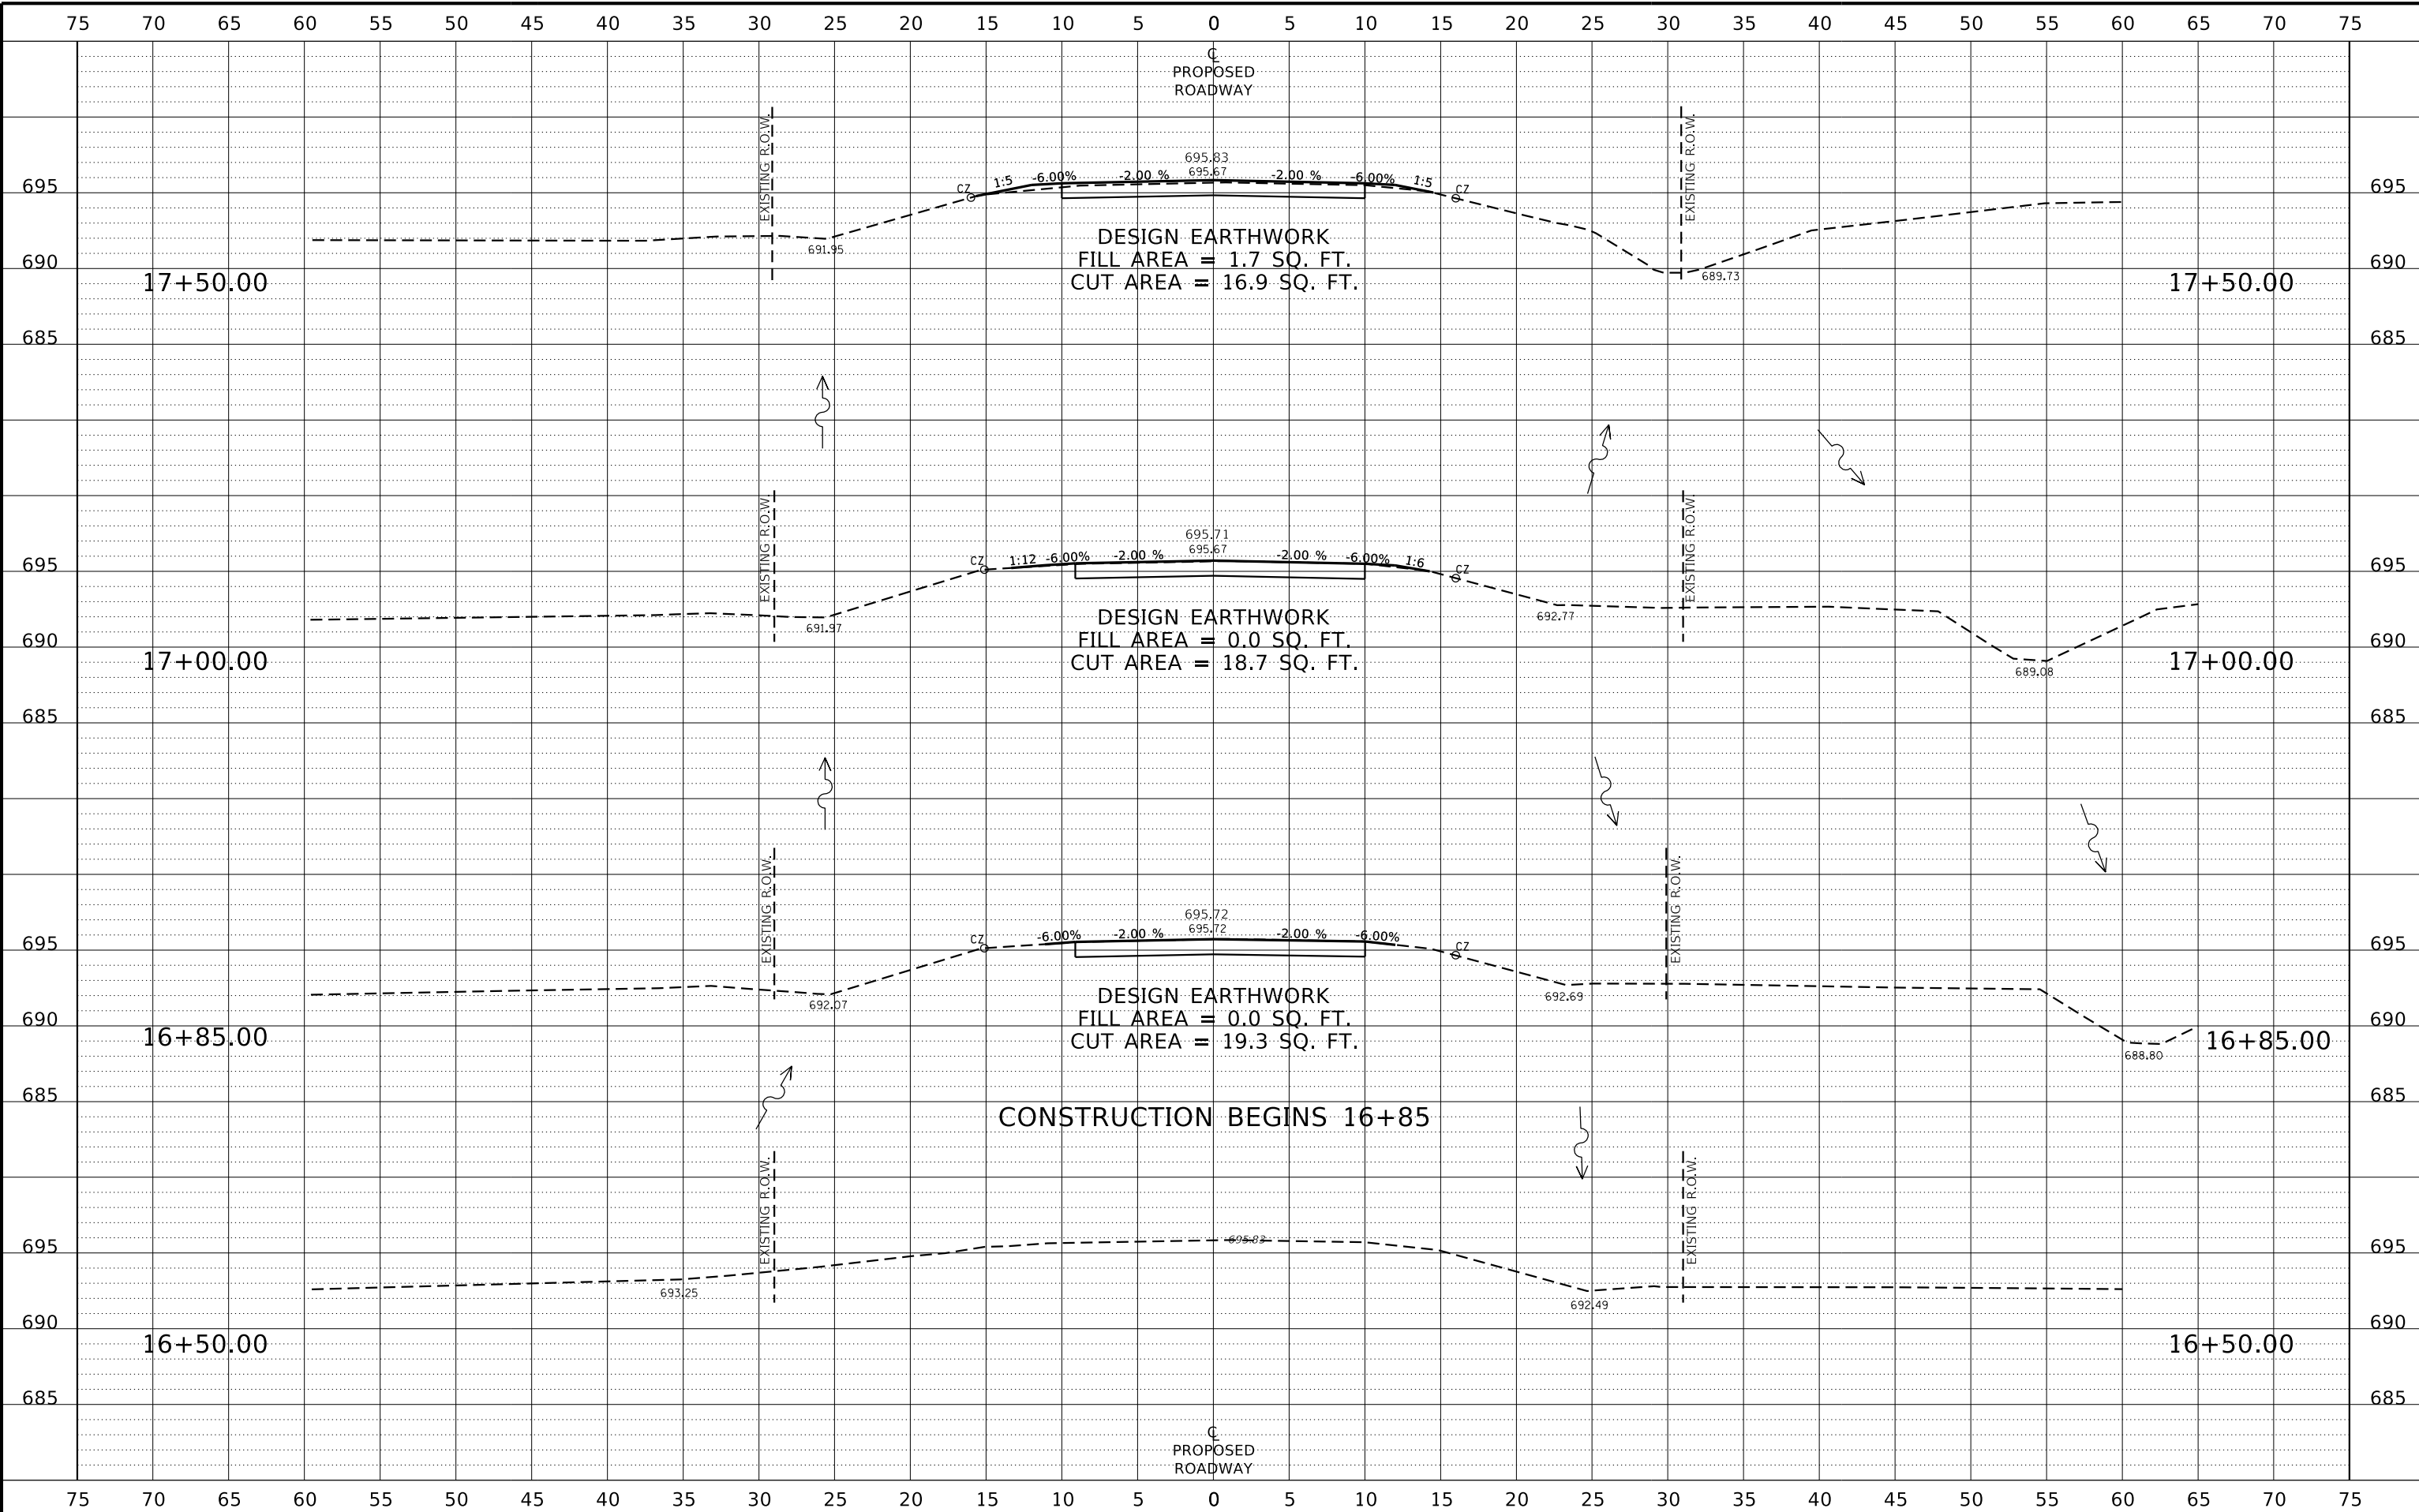 75 70 65 60 55 50 45 40 35 30 25 20 15 10 5 0 5 10 15 20 25 30 35 40 45 50 55 60 65 70 75
℄
PROPOSED
ROADWAY
EXISTING R.O.W.
EXISTING R.O.W.
695.83
695.67
CZ 1:5 -6.00% -2.00 % -2.00 % -6.00% 1:5 CZ
695 695
691.95
DESIGN EARTHWORK
FILL AREA = 1.7 SQ. FT.
CUT AREA = 16.9 SQ. FT.
690 690
689.73
17+50.00 17+50.00
685 685
EXISTING R.O.W.
EXISTING R.O.W.
695.71
695.67
CZ 1:12 -6.00% -2.00 % -2.00 % -6.00% 1:6 CZ
695 695
691.97
692.77
DESIGN EARTHWORK
FILL AREA = 0.0 SQ. FT.
CUT AREA = 18.7 SQ. FT.
690 690
689.08
17+00.00 17+00.00
685 685
EXISTING R.O.W.
EXISTING R.O.W.
695.72
695.72
CZ -6.00% -2.00 % -2.00 % -6.00% CZ
695 695
692.07
692.69
DESIGN EARTHWORK
FILL AREA = 0.0 SQ. FT.
CUT AREA = 19.3 SQ. FT.
690 690
688.80
16+85.00 16+85.00
685 685
CONSTRUCTION BEGINS 16+85
EXISTING R.O.W.
EXISTING R.O.W.
695.83
695 695
693.25
692.49
690 690
16+50.00 16+50.00
685 685
℄
PROPOSED
ROADWAY
75 70 65 60 55 50 45 40 35 30 25 20 15 10 5 0 5 10 15 20 25 30 35 40 45 50 55 60 65 70 75